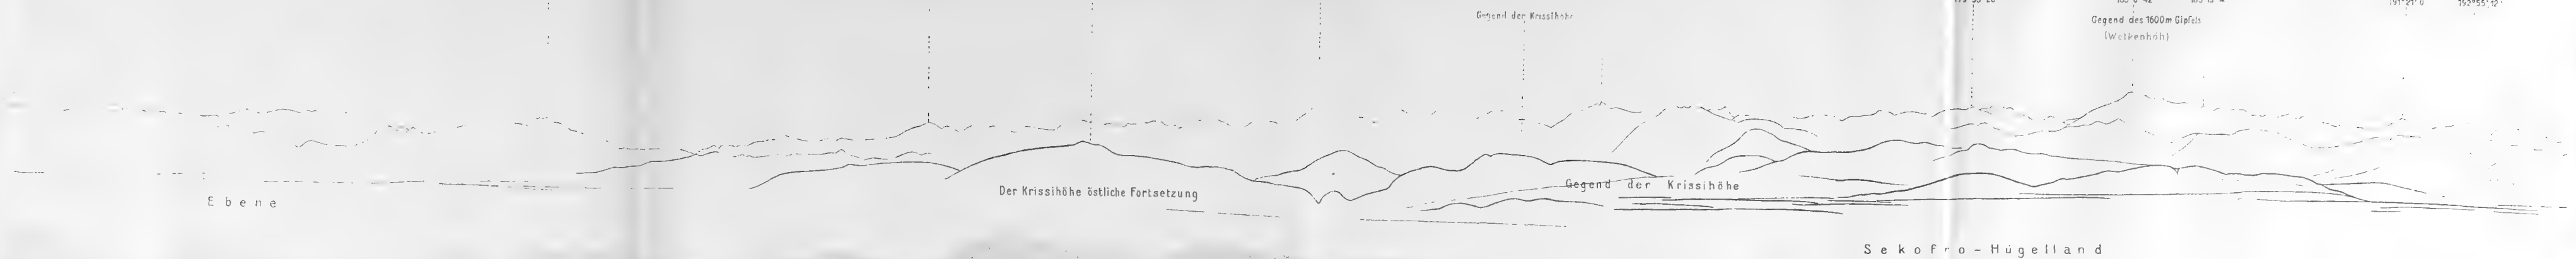 Gegend der Krissihöhe
Gegend des 1600m Gipfels
(Wolkenhöh)
Gegend der Krissihöhe
Der Krissihöhe östliche Fortsetzung
Ebene
Sekofro-Hügelland